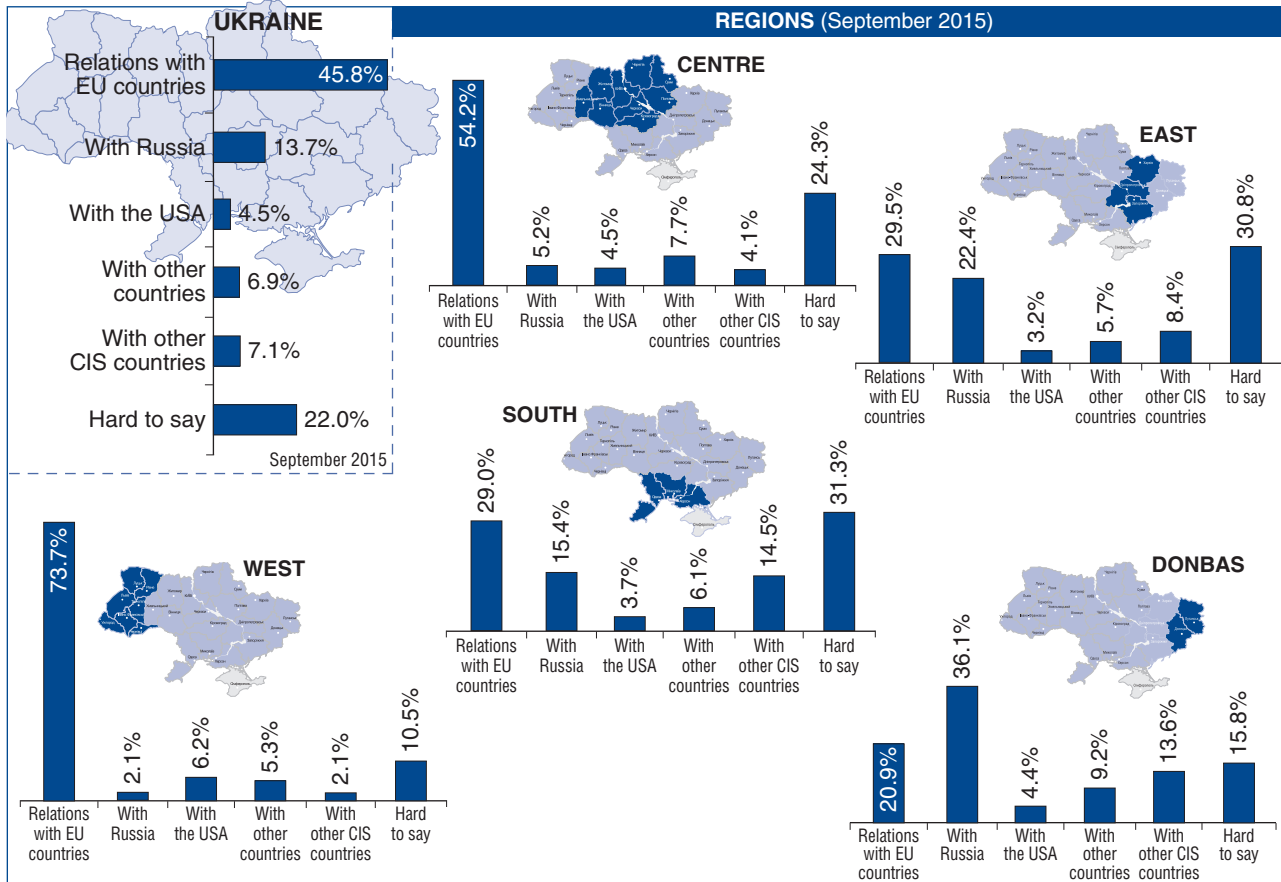 UKRAINE
Relations with
EU countries
45.8%
With Russia
13.7%
With the USA
4.5%
With other
countries
6.9%
With other
CIS countries
7.1%
Hard to say
22.0%
September 2015
REGIONS (September 2015)
CENTRE
54.2%
5.2%
4.5%
7.7%
4.1%
24.3%
Relations
with EU
countries
With
Russia
With
the USA
With
other
countries
With
other CIS
countries
Hard
to say
EAST
29.5%
22.4%
3.2%
5.7%
8.4%
30.8%
Relations
with EU
countries
With
Russia
With
the USA
With
other
countries
With
other CIS
countries
Hard
to say
SOUTH
29.0%
15.4%
3.7%
6.1%
14.5%
31.3%
Relations
with EU
countries
With
Russia
With
the USA
With
other
countries
With
other CIS
countries
Hard
to say
WEST
73.7%
2.1%
6.2%
5.3%
2.1%
10.5%
Relations
with EU
countries
With
Russia
With
the USA
With
other
countries
With
other CIS
countries
Hard
to say
DONBAS
20.9%
36.1%
4.4%
9.2%
13.6%
15.8%
Relations
with EU
countries
With
Russia
With
the USA
With
other
countries
With
other CIS
countries
Hard
to say